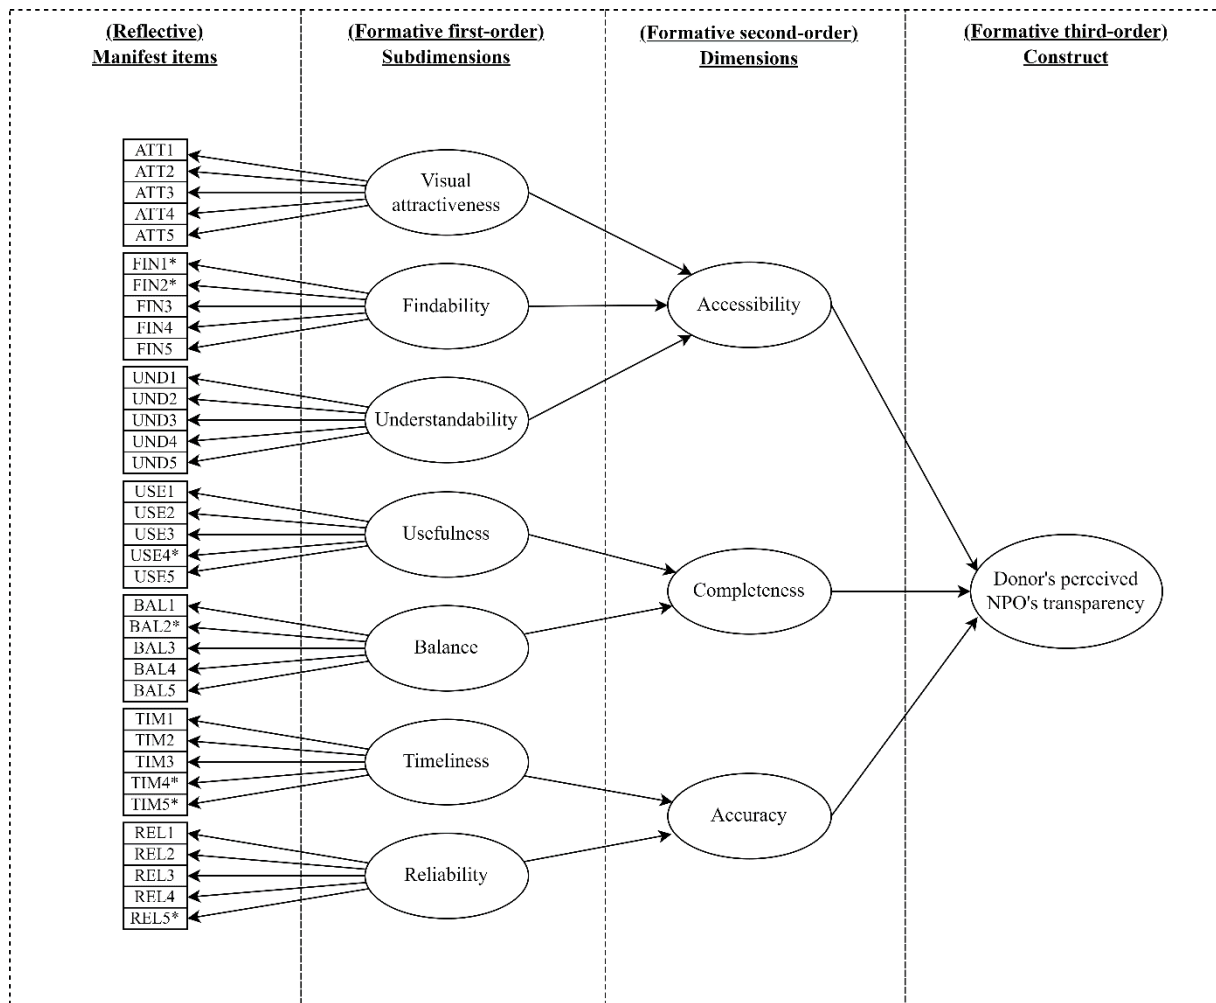 (Reflective)
Manifest items
(Formative first-order)
Subdimensions
(Formative second-order)
Dimensions
(Formative third-order)
Construct
ATT1
ATT2
ATT3
ATT4
ATT5
Visual
attractiveness
FIN1*
FIN2*
FIN3
FIN4
FIN5
Findability
Accessibility
UND1
UND2
UND3
UND4
UND5
Understandability
USE1
USE2
USE3
USE4*
USE5
Usefulness
BAL1
BAL2*
BAL3
BAL4
BAL5
Balance
Completeness
Donor's perceived
NPO's transparency
TIM1
TIM2
TIM3
TIM4*
TIM5*
Timeliness
REL1
REL2
REL3
REL4
REL5*
Reliability
Accuracy